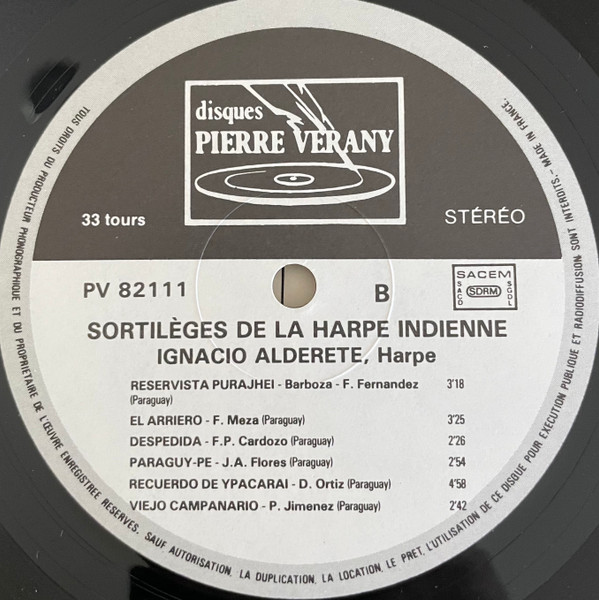 disques
PIERRE VERANY
33 tours
STÉRÉO
PV 82111
B
SACEM
SACD
SDRM
SGDL
SORTILÈGES DE LA HARPE INDIENNE
IGNACIO ALDERETE, Harpe
RESERVISTA PURAJHEI - Barboza - F. Fernandez 3'18
(Paraguay)
EL ARRIERO - F. Meza (Paraguay) 3'25
DESPEDIDA - F.P. Cardozo (Paraguay) 2'26
PARAGUY-PE - J.A. Flores (Paraguay) 2'54
RECUERDO DE YPACARAI - D. Ortiz (Paraguay) 4'58
VIEJO CAMPANARIO - P. Jimenez (Paraguay) 2'42
TOUS DROITS DU PRODUCTEUR PHONOGRAPHIQUE ET DU PROPRIETAIRE DE L'ŒUVRE ENREGISTREE RESERVES. SAUF AUTORISATION, LA DUPLICATION, LA LOCATION, LE PRET, L'UTILISATION DE CE DISQUE POUR EXECUTION PUBLIQUE ET RADIODIFFUSION SONT INTERDITS.- MADE IN FRANCE.